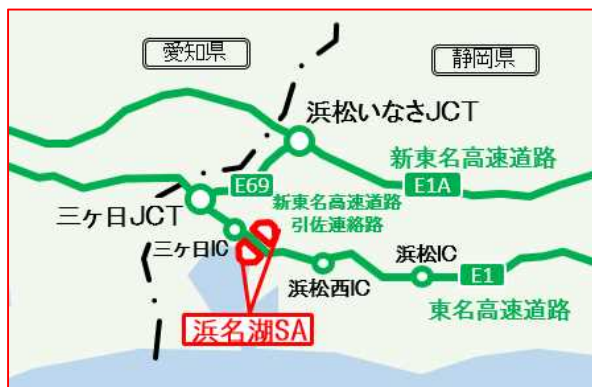 愛知県
静岡県
浜松いなさJCT
新東名高速道路
E1A
E69
新東名高速道路
引佐連絡路
三ヶ日JCT
三ヶ日IC
浜松IC
浜松西IC
E1
東名高速道路
浜名湖SA